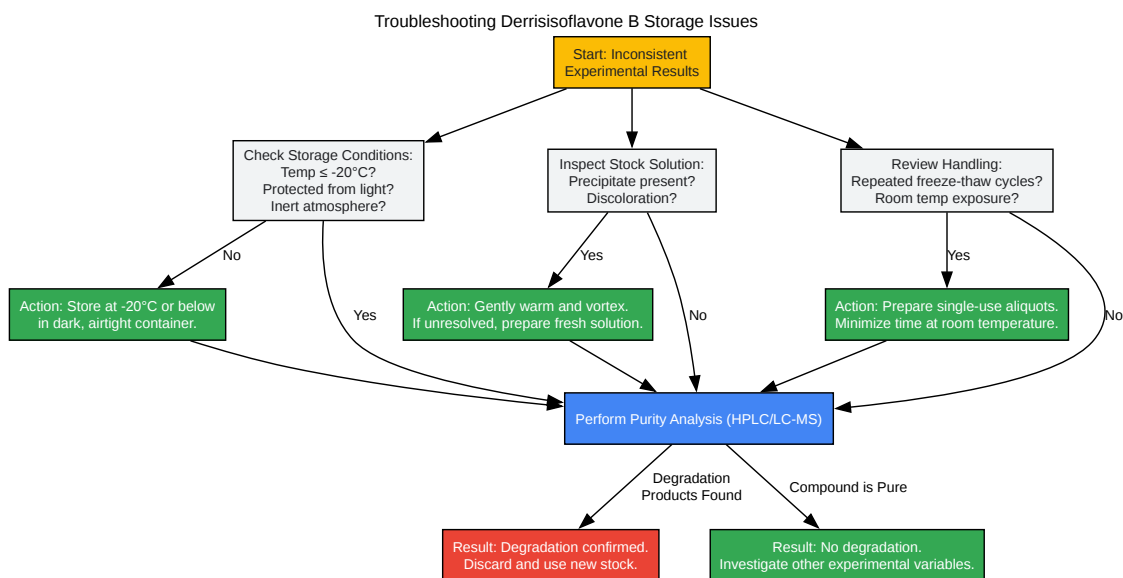 Troubleshooting Derrisisoflavone B Storage Issues
Start: Inconsistent
Experimental Results
Check Storage Conditions:
Temp ≤ -20°C?
Protected from light?
Inert atmosphere?
Inspect Stock Solution:
Precipitate present?
Discoloration?
Review Handling:
Repeated freeze-thaw cycles?
Room temp exposure?
No
Yes
Yes
Action: Store at -20°C or below
in dark, airtight container.
Yes
Action: Gently warm and vortex.
If unresolved, prepare fresh solution.
No
Action: Prepare single-use aliquots.
Minimize time at room temperature.
No
Perform Purity Analysis (HPLC/LC-MS)
Degradation
Products Found
Compound is Pure
Result: Degradation confirmed.
Discard and use new stock.
Result: No degradation.
Investigate other experimental variables.